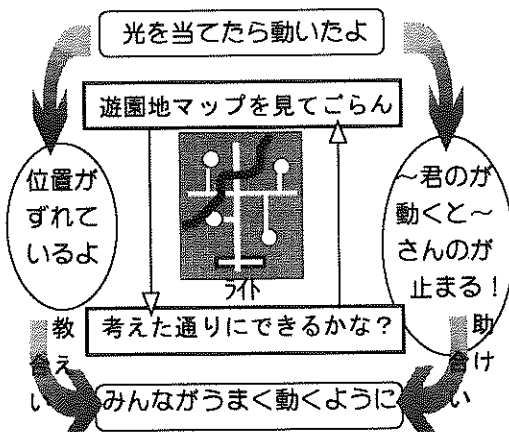 光を当てたら動いたよ
遊園地マップを見てごらん
位置が
ずれて
いるよ
~君のが
動くと~
さんのが
止まる!
ライト
考えた通りにできるかな?
教え合い
助け合い
みんながうまく動くように